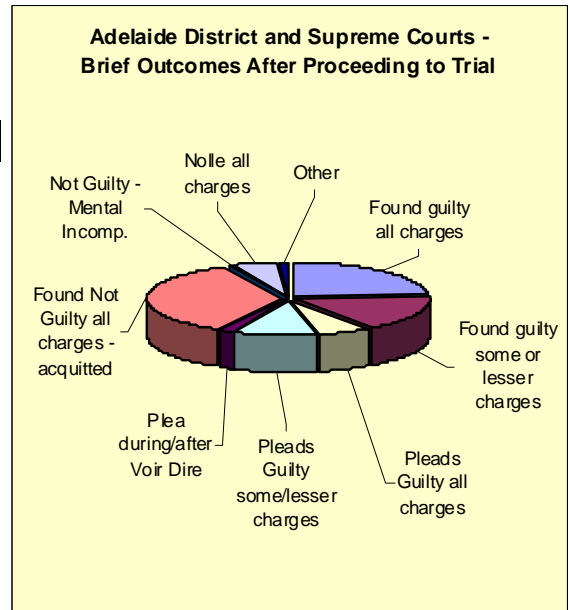 Adelaide District and Supreme Courts -
Brief Outcomes After Proceeding to Trial
Nolle all
charges
Other
Not Guilty -
Mental
Incomp.
Found guilty
all charges
Found Not
Guilty all
charges -
acquitted
Found guilty
some or
lesser
charges
Plea
during/after
Voir Dire
Pleads
Guilty
some/lesser
charges
Pleads
Guilty all
charges